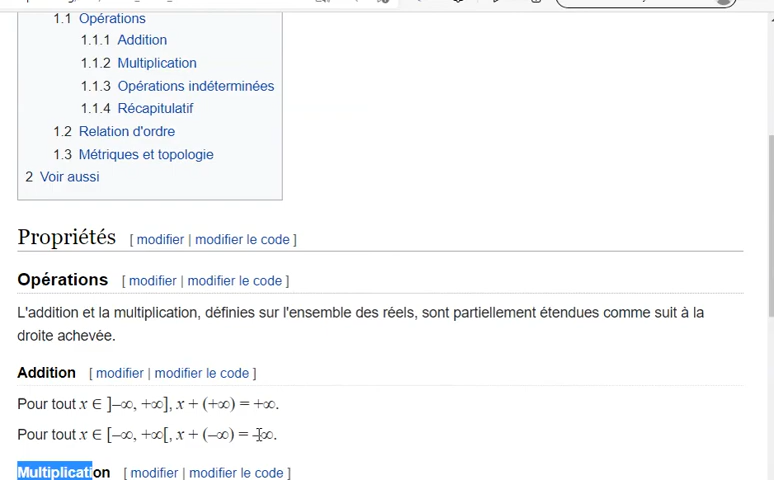 1.1 Opérations
1.1.1 Addition
1.1.2 Multiplication
1.1.3 Opérations indéterminées
1.1.4 Récapitulatif
1.2 Relation d'ordre
1.3 Métriques et topologie
2 Voir aussi
Propriétés [ modifier | modifier le code ]
Opérations [ modifier | modifier le code ]
L'addition et la multiplication, définies sur l'ensemble des réels, sont partiellement étendues comme suit à la
droite achevée.
Addition [ modifier | modifier le code ]
Pour tout x ∈ ]–∞, +∞], x + (+∞) = +∞.
Pour tout x ∈ [–∞, +∞[, x + (–∞) = –∞.
Multiplication [ modifier | modifier le code ]